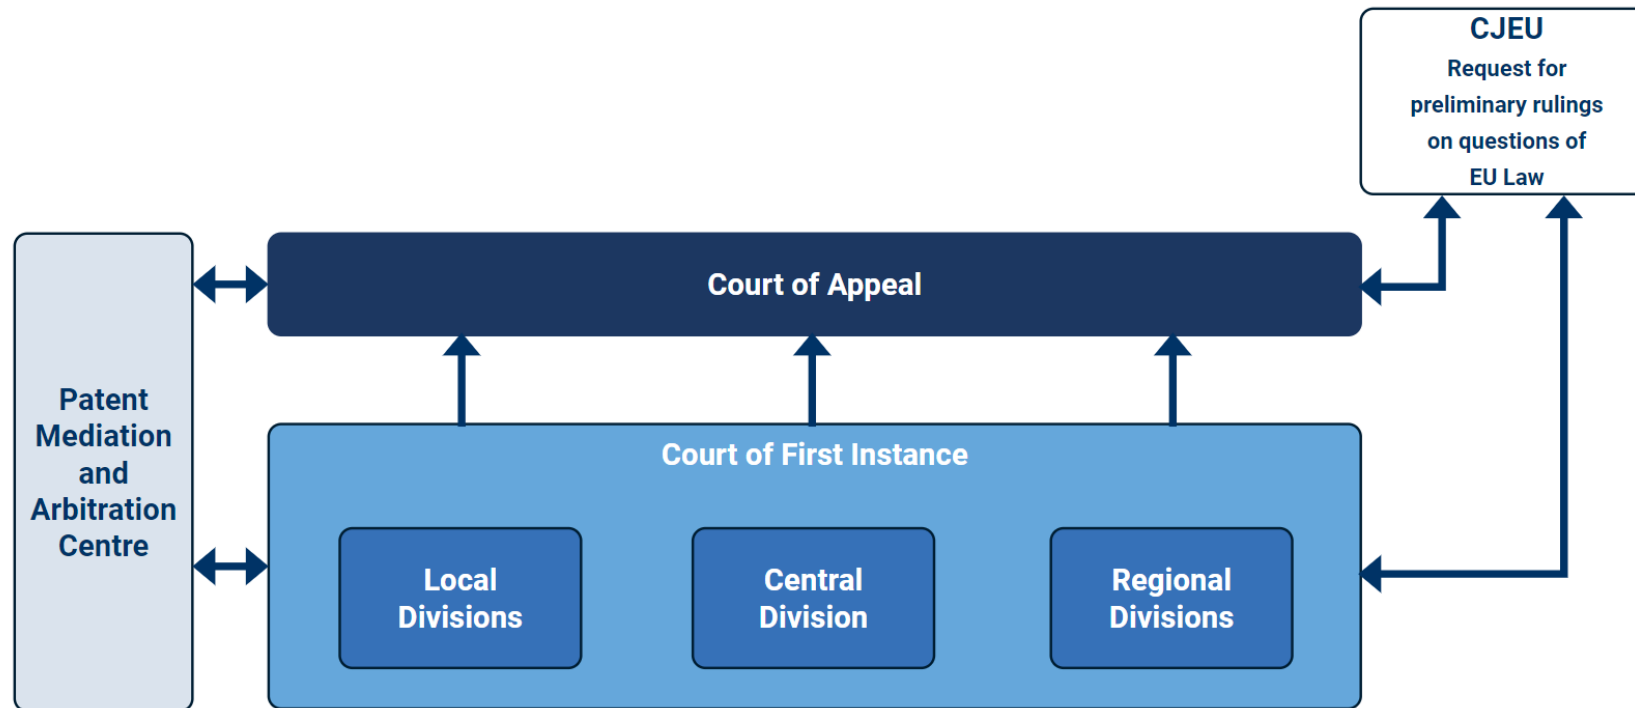 CJEU
Request for
preliminary rulings
on questions of
EU Law
Court of Appeal
Patent
Mediation
and
Arbitration
Centre
Court of First Instance
Local
Divisions
Central
Division
Regional
Divisions